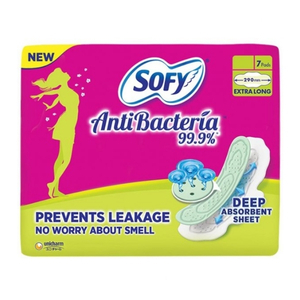 NEW
SOFY
AntiBacteria
99.9%
7 Pads
290mm
EXTRA LONG
PREVENTS LEAKAGE
NO WORRY ABOUT SMELL
DEEP
ABSORBENT
SHEET
unicharm